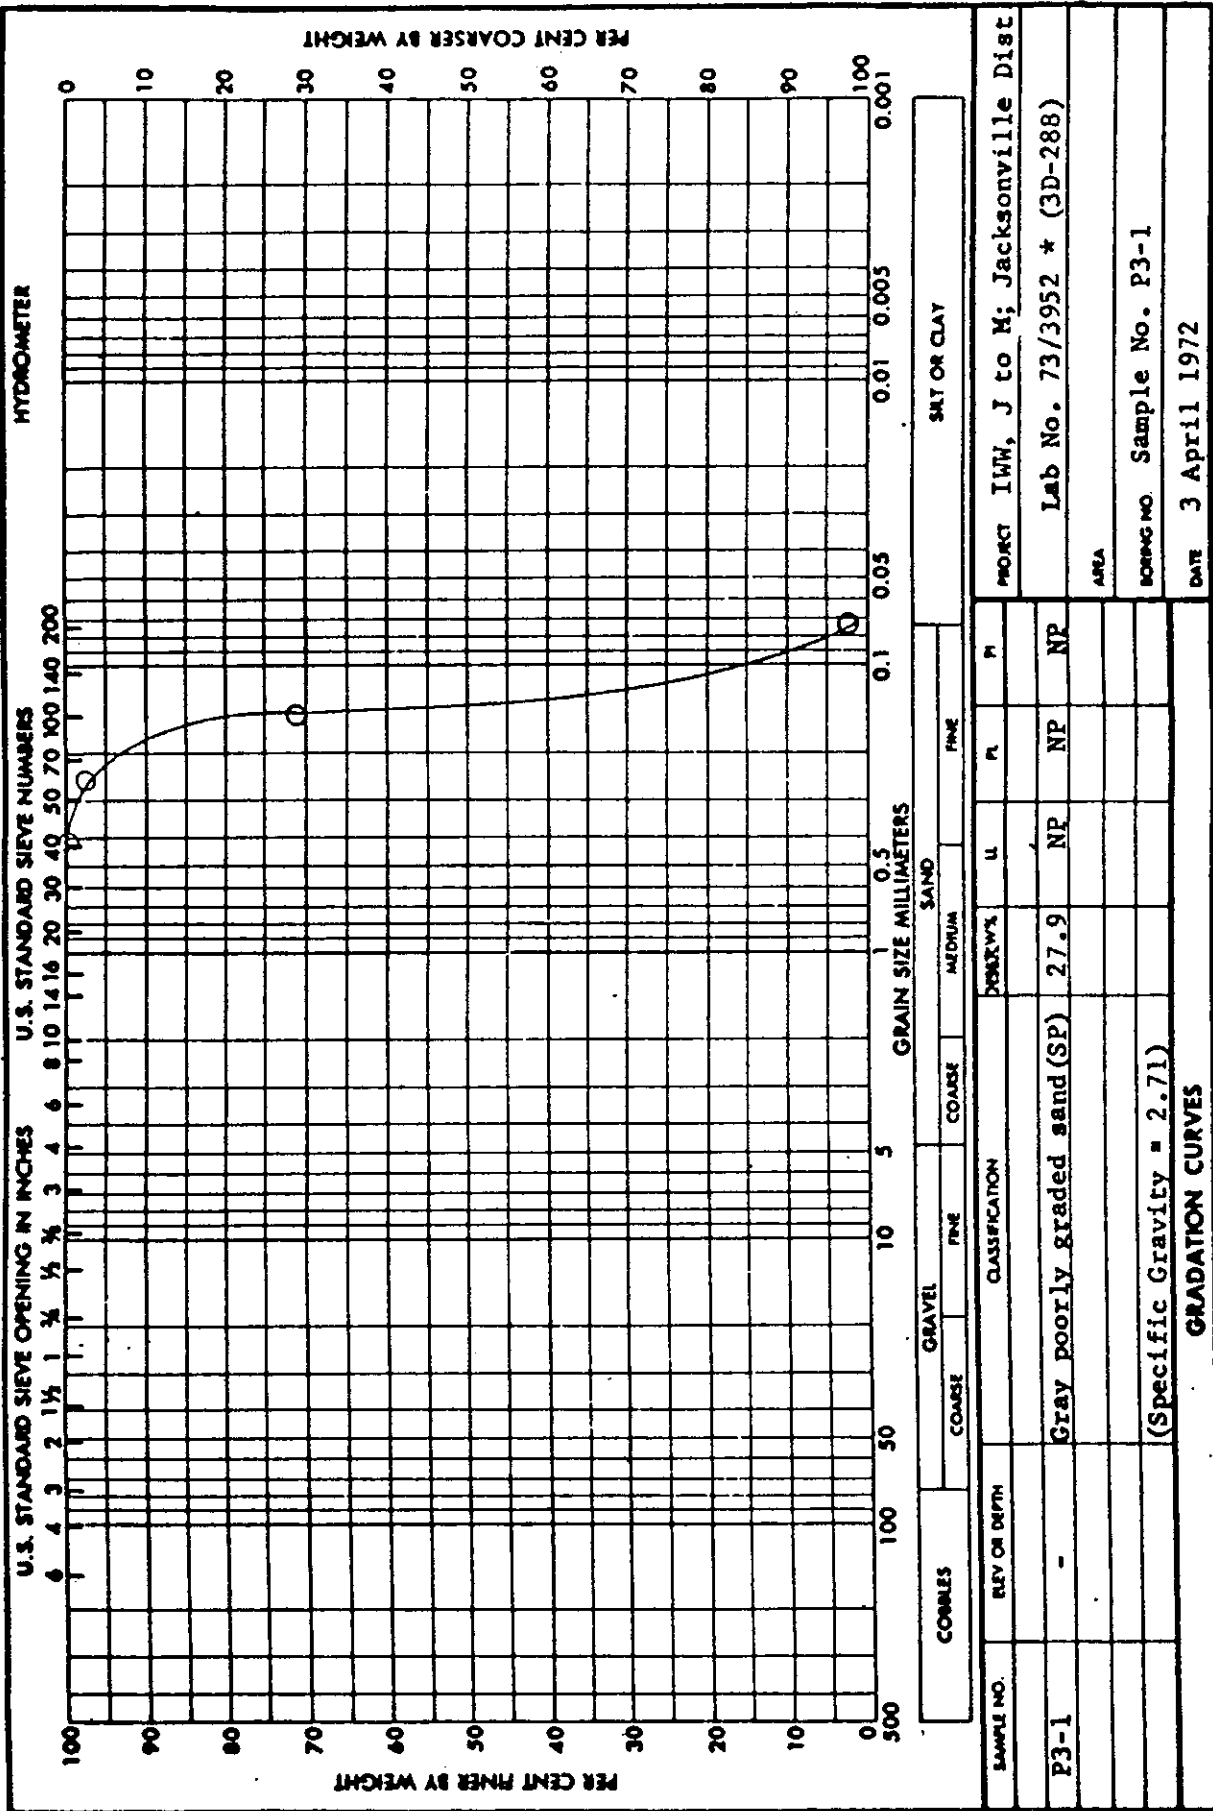 U.S. STANDARD SIEVE OPENING IN INCHES U.S. STANDARD SIEVE NUMBERS HYDROMETER
6 4 3 2 1½ 1 ¾ ½ ⅜ 3 4 6 8 10 14 16 20 30 40 50 70 100 140 200
PER CENT FINER BY WEIGHT
100
90
80
70
60
50
40
30
20
10
0
PER CENT COARSER BY WEIGHT
0
10
20
30
40
50
60
70
80
90
100
500 100 50 10 5 1 0.5 0.1 0.05 0.01 0.005 0.001
GRAIN SIZE MILLIMETERS
COBBLES GRAVEL SAND SILT OR CLAY
COARSE FINE COARSE MEDIUM FINE
SAMPLE NO. ELEV OR DEPTH CLASSIFICATION W% LL PL PI
P3-1 - Gray poorly graded sand (SP) 27.9 NP NP NP
(Specific Gravity = 2.71)
PROJECT IWW, J to M; Jacksonville Dist
Lab No. 73/3952 * (3D-288)
AREA
BORING NO. Sample No. P3-1
DATE 3 April 1972
GRADATION CURVES